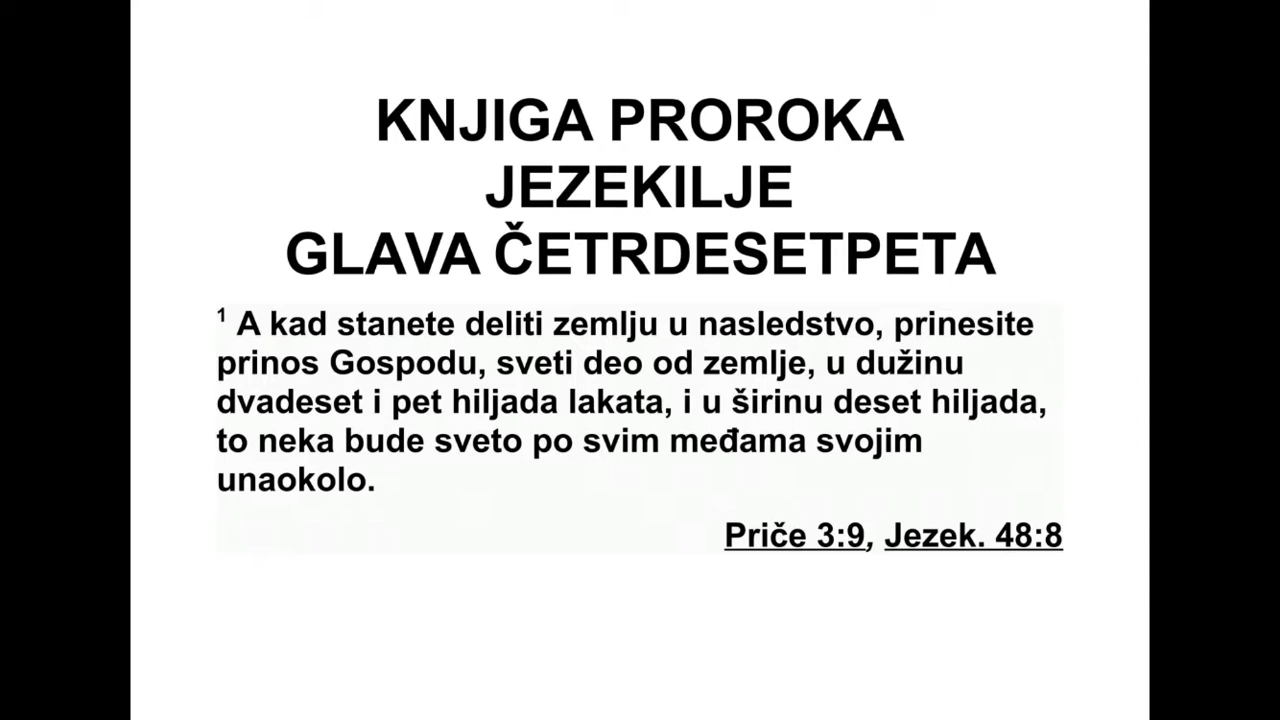 KNJIGA PROROKA
JEZEKILJE
GLAVA ČETRDESETPETA
1 A kad stanete deliti zemlju u nasledstvo, prinesite
prinos Gospodu, sveti deo od zemlje, u dužinu
dvadeset i pet hiljada lakata, i u širinu deset hiljada,
to neka bude sveto po svim međama svojim
unaokolo.
Priče 3:9, Jezek. 48:8